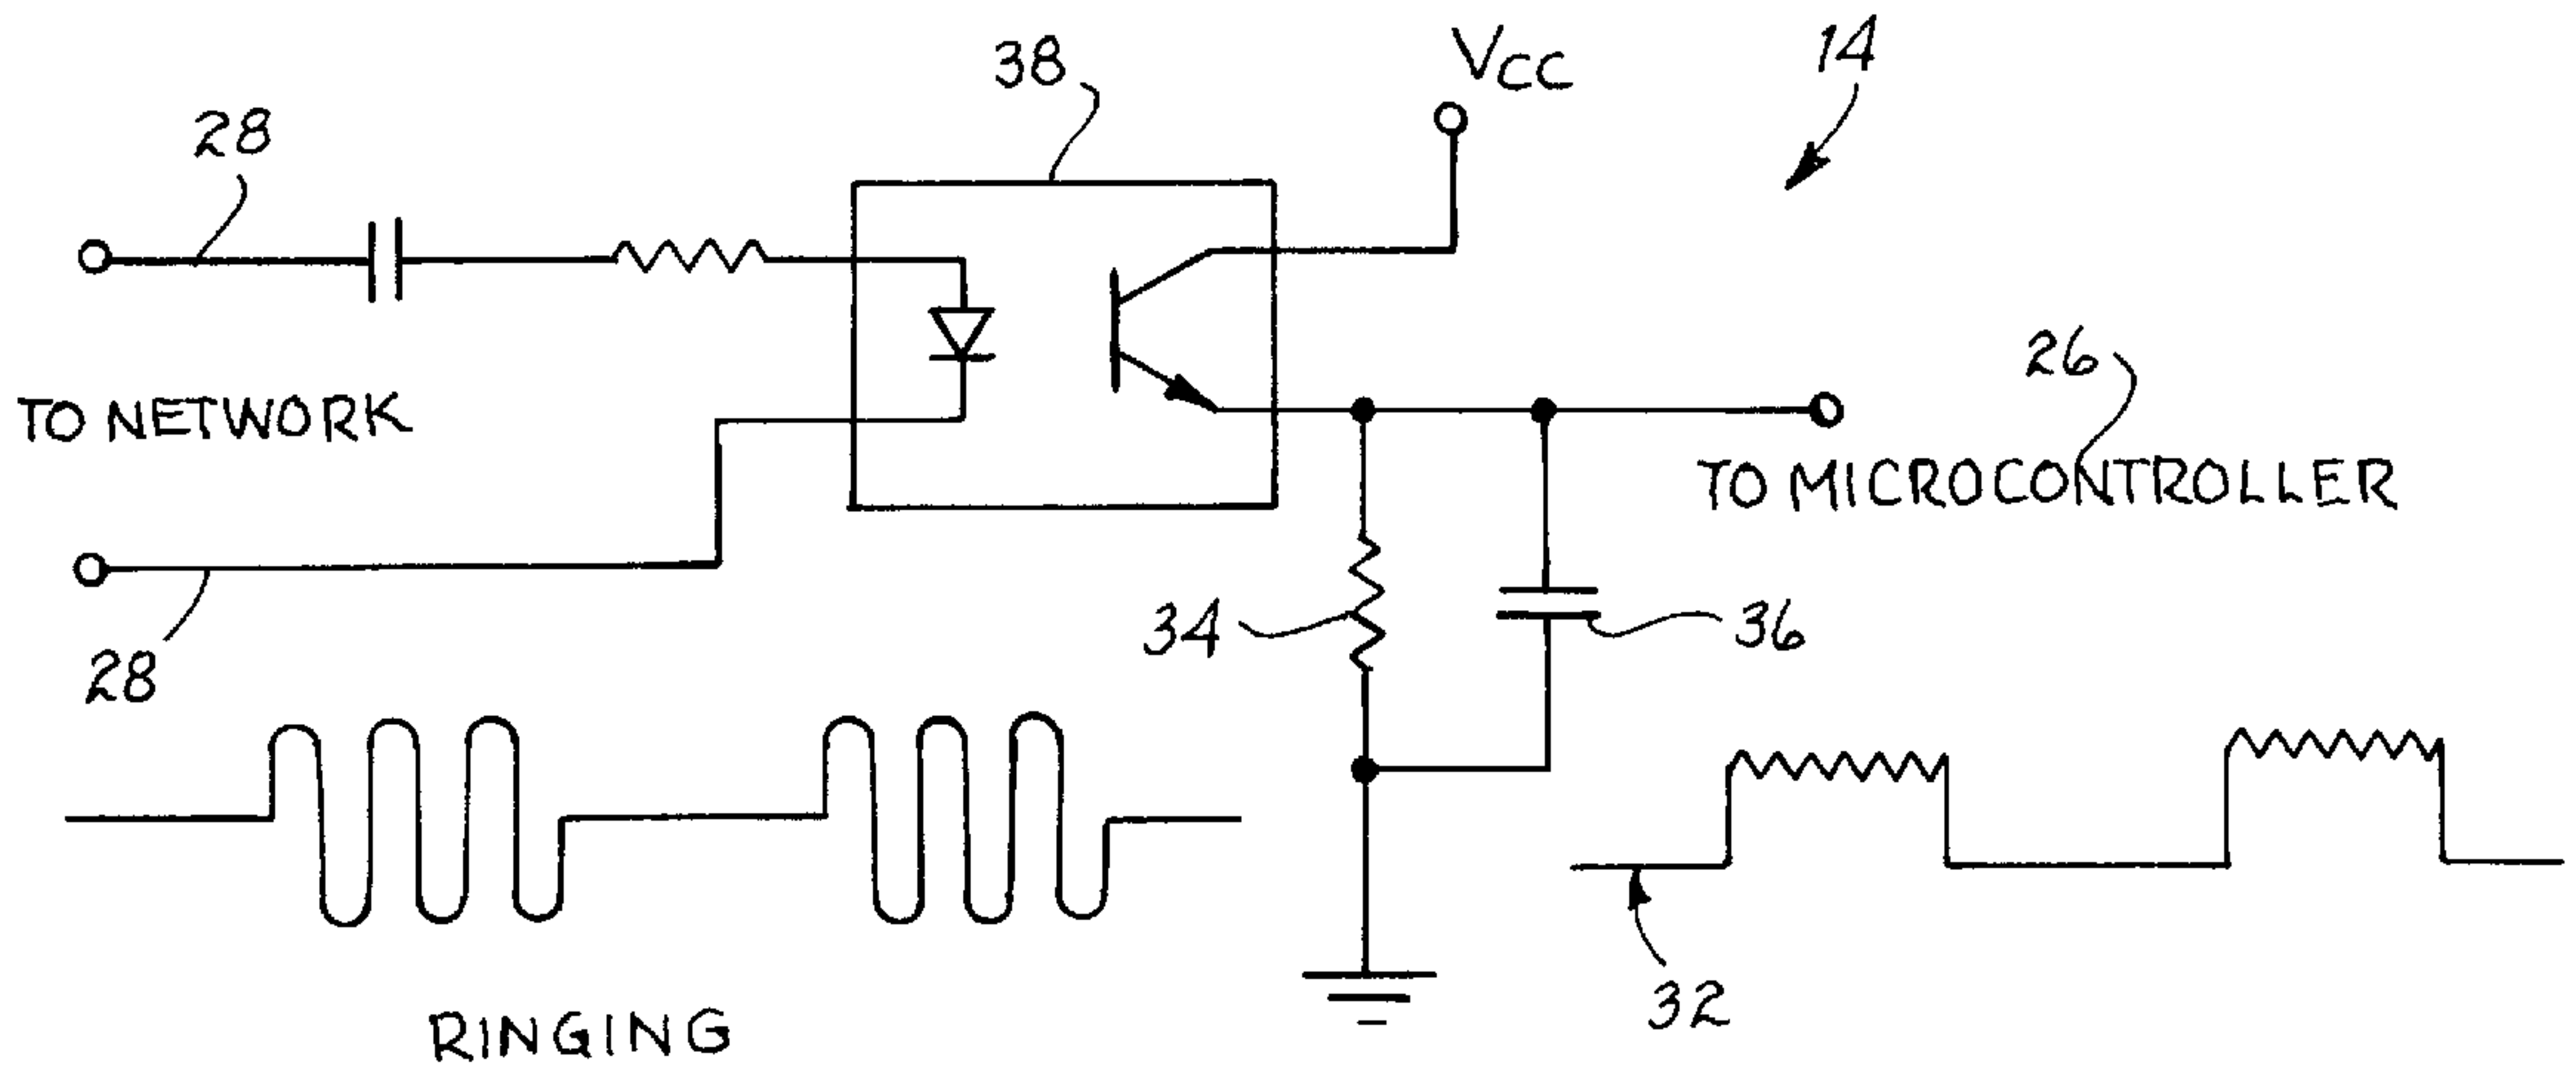 38
VCC
14
28
26
TO NETWORK
TO MICROCONTROLLER
34
36
28
32
RINGING